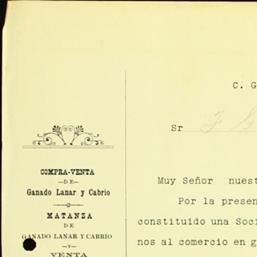 C. G
Sr
COMPRA-VENTA
-DE-
Ganado Lanar y Cabrio
MATANZA
DE
GANADO LANAR Y CABRIO
-Y-
VENTA
Muy Señor nuest
Por la presen
constituido una Soci
nos al comercio en g